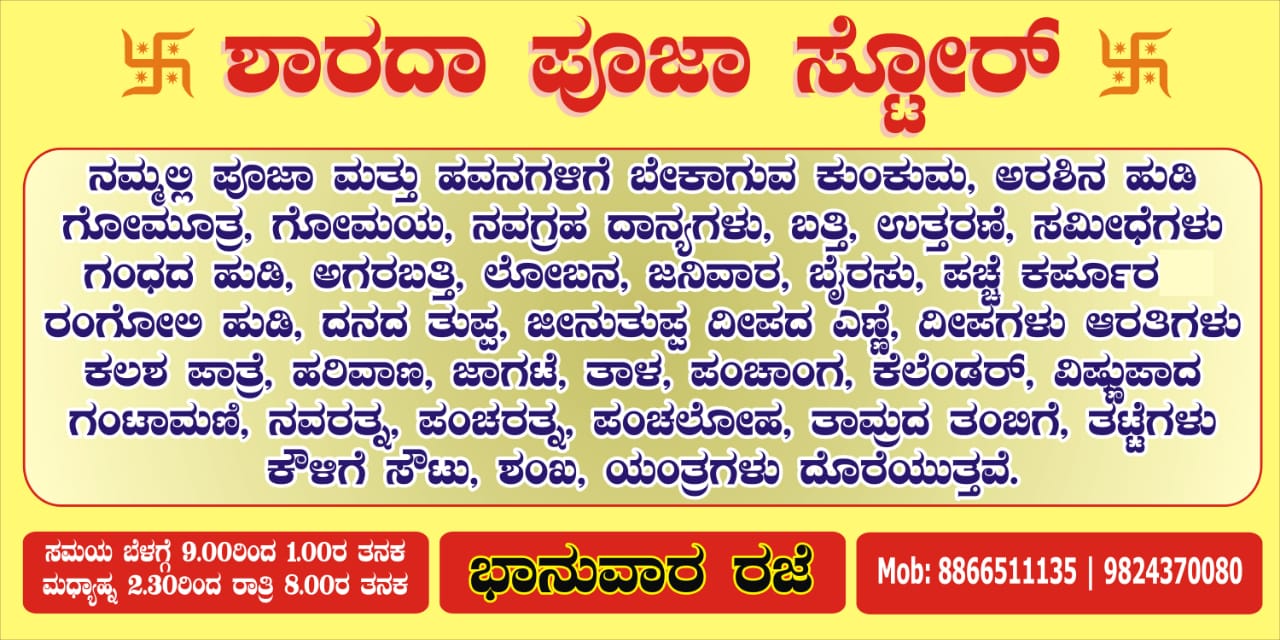 ಶಾರದಾ ಪೂಜಾ ಸ್ಟೋರ್
ನಮ್ಮಲ್ಲಿ ಪೂಜಾ ಮತ್ತು ಹವನಗಳಿಗೆ ಬೇಕಾಗುವ ಕುಂಕುಮ, ಅರಶಿನ ಹುಡಿ
ಗೋಮೂತ್ರ, ಗೋಮಯ, ನವಗ್ರಹ ದಾನ್ಯಗಳು, ಬತ್ತಿ, ಉತ್ತರಣೆ, ಸಮೀಧೆಗಳು
ಗಂಧದ ಹುಡಿ, ಅಗರಬತ್ತಿ, ಲೋಬನ, ಜನಿವಾರ, ಬೈರಸು, ಪಚ್ಚೆ ಕರ್ಪೂರ
ರಂಗೋಲಿ ಹುಡಿ, ದನದ ತುಪ್ಪ, ಜೀನುತುಪ್ಪ ದೀಪದ ಎಣ್ಣೆ, ದೀಪಗಳು ಆರತಿಗಳು
ಕಲಶ ಪಾತ್ರೆ, ಹರಿವಾಣ, ಜಾಗಟೆ, ತಾಳ, ಪಂಚಾಂಗ, ಕೆಲೆಂಡರ್, ವಿಷ್ಣುಪಾದ
ಗಂಟಾಮಣಿ, ನವರತ್ನ, ಪಂಚರತ್ನ, ಪಂಚಲೋಹ, ತಾಮ್ರದ ತಂಬಿಗೆ, ತಟ್ಟೆಗಳು
ಕೌಳಿಗೆ ಸೌಟು, ಶಂಖ, ಯಂತ್ರಗಳು ದೊರೆಯುತ್ತವೆ.
ಸಮಯ ಬೆಳಗ್ಗೆ 9.00ರಿಂದ 1.00ರ ತನಕ
ಮಧ್ಯಾಹ್ನ 2.30ರಿಂದ ರಾತ್ರಿ 8.00ರ ತನಕ
ಭಾನುವಾರ ರಜೆ
Mob: 8866511135 | 9824370080